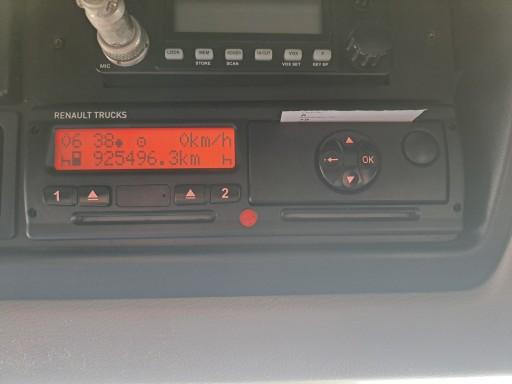 LOCK MEM VOX
STORE SCAN VOX SET KEY BP
MIC
RENAULT TRUCKS
06 38 0km/h
h 925496.3km h
OK
1 2